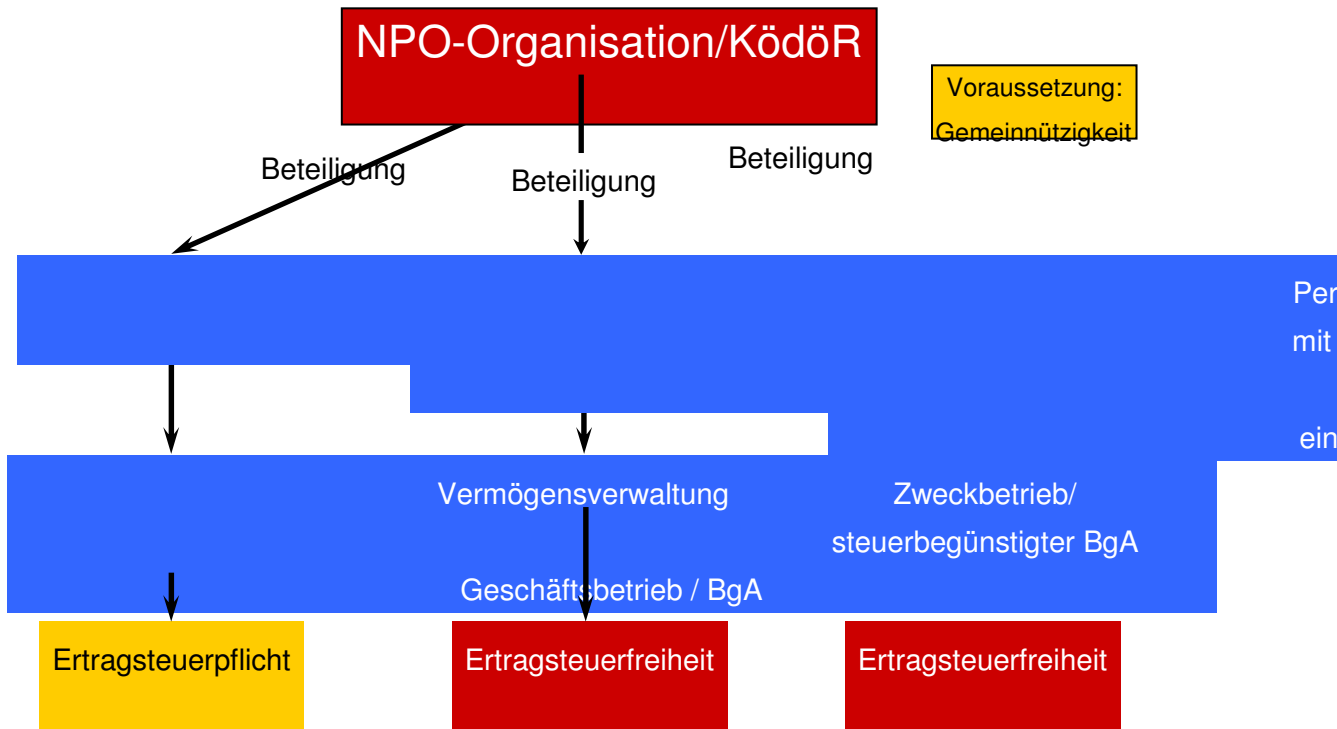 NPO-Organisation/KödöR
Voraussetzung:
Gemeinnützigkeit
Beteiligung
Beteiligung
Beteiligung
Per
mit
ein
Vermögensverwaltung
Zweckbetrieb/
steuerbegünstigter BgA
Geschäftsbetrieb / BgA
Ertragsteuerpflicht
Ertragsteuerfreiheit
Ertragsteuerfreiheit